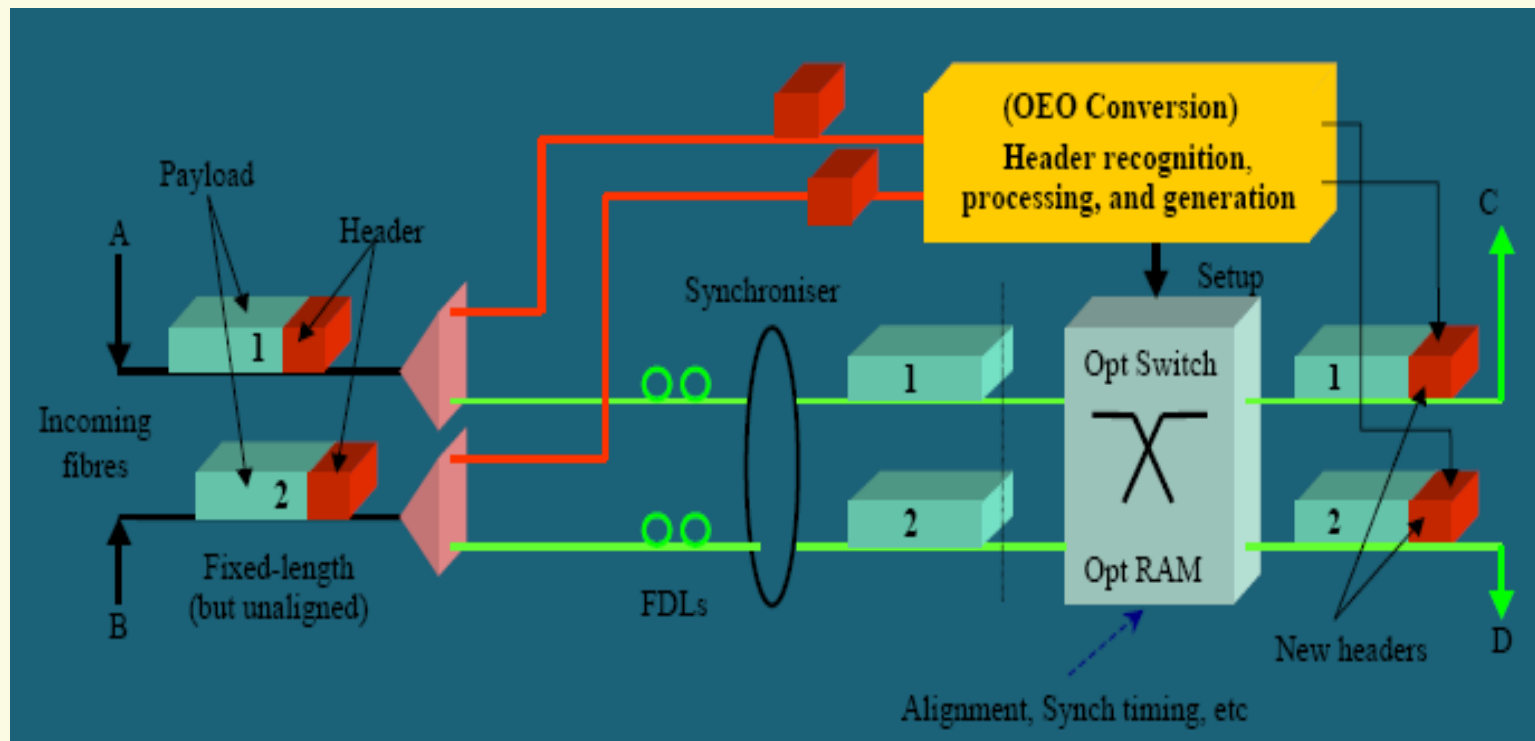 (OEO Conversion)
Header recognition,
processing, and generation
Payload
Header
A
C
Setup
Synchroniser
1
1
Opt Switch
1
Incoming
fibres
2
2
Opt RAM
2
Fixed-length
(but unaligned)
FDLs
B
New headers
D
Alignment, Synch timing, etc